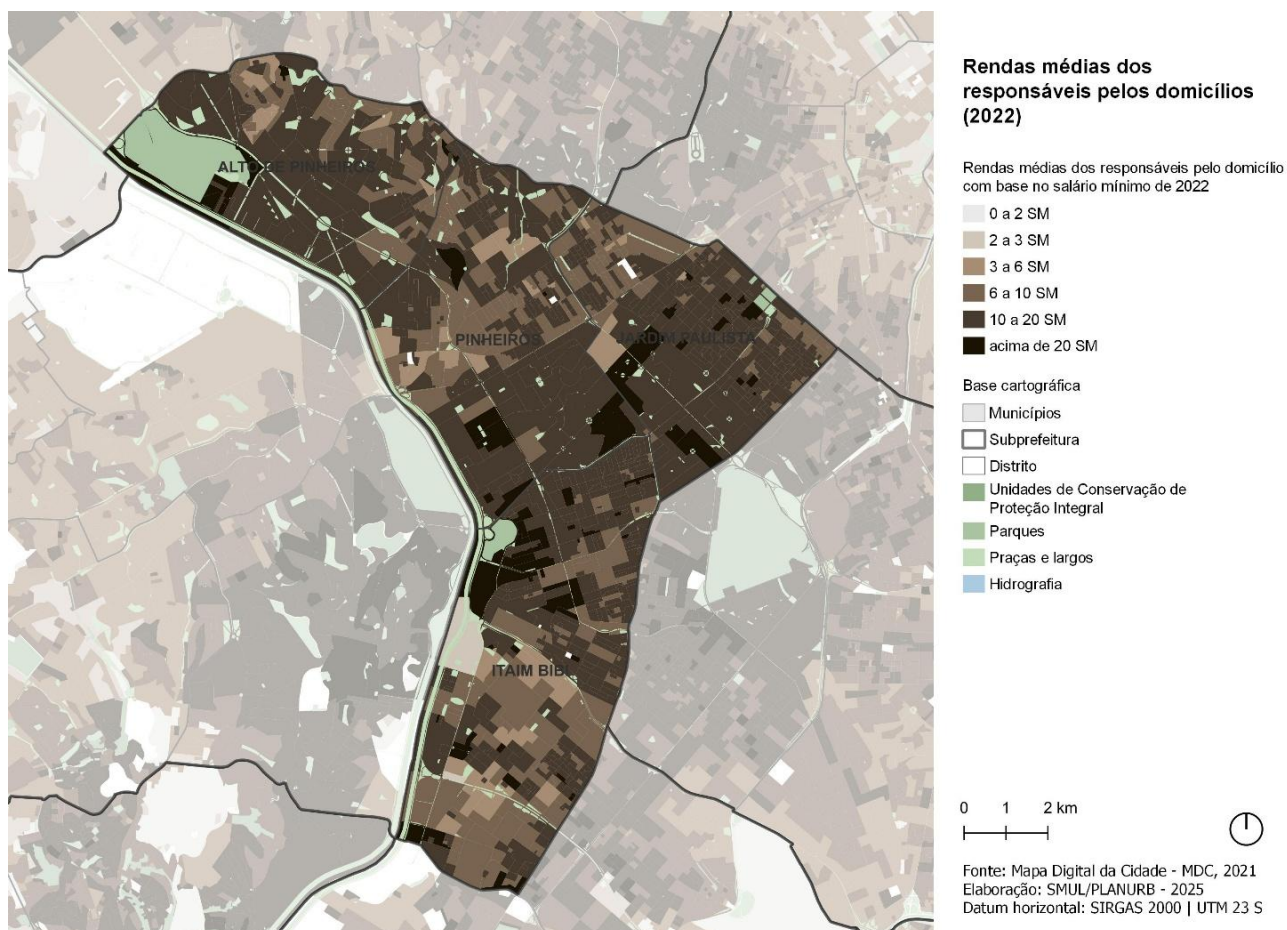 ALTO DE PINHEIROS
PINHEIROS
JARDIM PAULISTA
ITAIM BIBI
Rendas médias dos
responsáveis pelos domicílios
(2022)
Rendas médias dos responsáveis pelo domicílio
com base no salário mínimo de 2022
0 a 2 SM
2 a 3 SM
3 a 6 SM
6 a 10 SM
10 a 20 SM
acima de 20 SM
Base cartográfica
Municípios
Subprefeitura
Distrito
Unidades de Conservação de
Proteção Integral
Parques
Praças e largos
Hidrografia
0 1 2 km
Fonte: Mapa Digital da Cidade - MDC, 2021
Elaboração: SMUL/PLANURB - 2025
Datum horizontal: SIRGAS 2000 | UTM 23 S